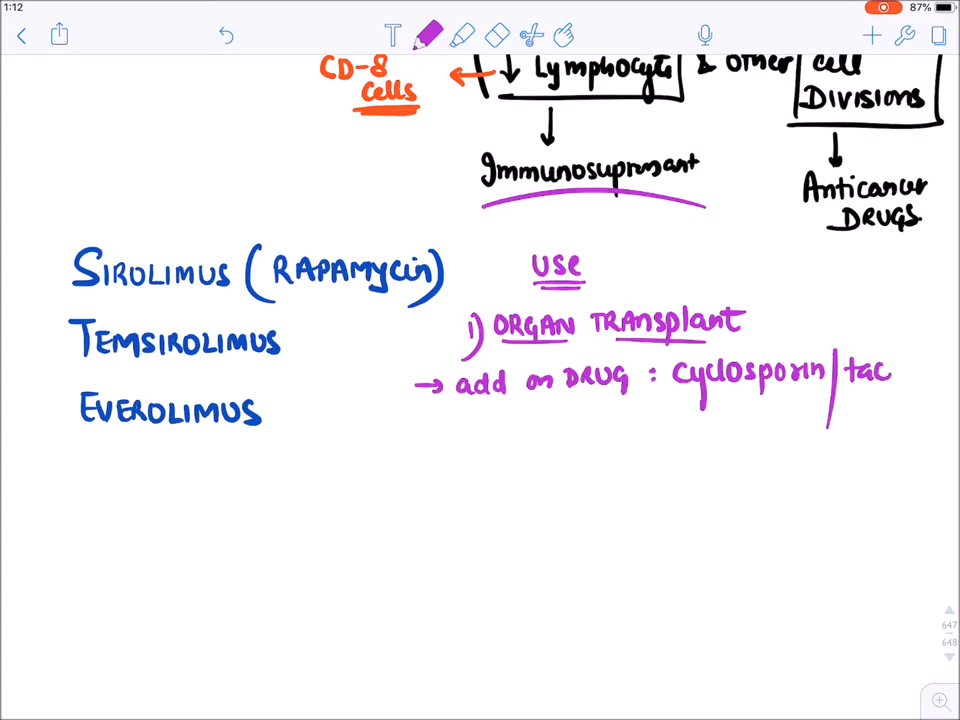 1:12
87%
T
CD-8
Cells
↓ Lymphocyte & other cell
DIVISIONS
Immunosupressant
Anticancer
DRUGS.
SIROLIMUS (RAPAMYcin)
TEMSIROLIMUS
EVEROLIMUS
USE
1) ORGAN TRANSplant
→ add on DRUG : cyclosporin/tac
647
648